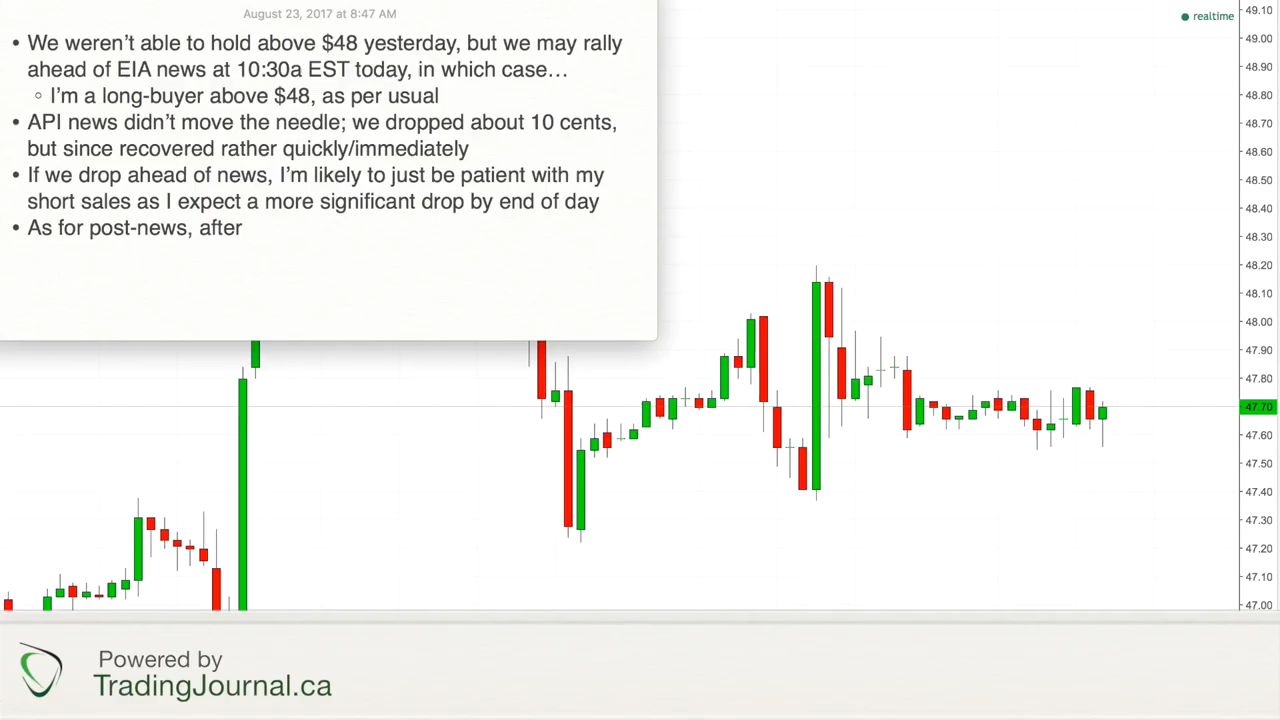 August 23, 2017 at 8:47 AM
• We weren’t able to hold above $48 yesterday, but we may rally
ahead of EIA news at 10:30a EST today, in which case…
◦ I’m a long-buyer above $48, as per usual
• API news didn’t move the needle; we dropped about 10 cents,
but since recovered rather quickly/immediately
• If we drop ahead of news, I’m likely to just be patient with my
short sales as I expect a more significant drop by end of day
• As for post-news, after
realtime
49.10
49.00
48.90
48.80
48.70
48.60
48.50
48.40
48.30
48.20
48.10
48.00
47.90
47.80
47.70
47.60
47.50
47.40
47.30
47.20
47.10
47.00
Powered by
TradingJournal.ca